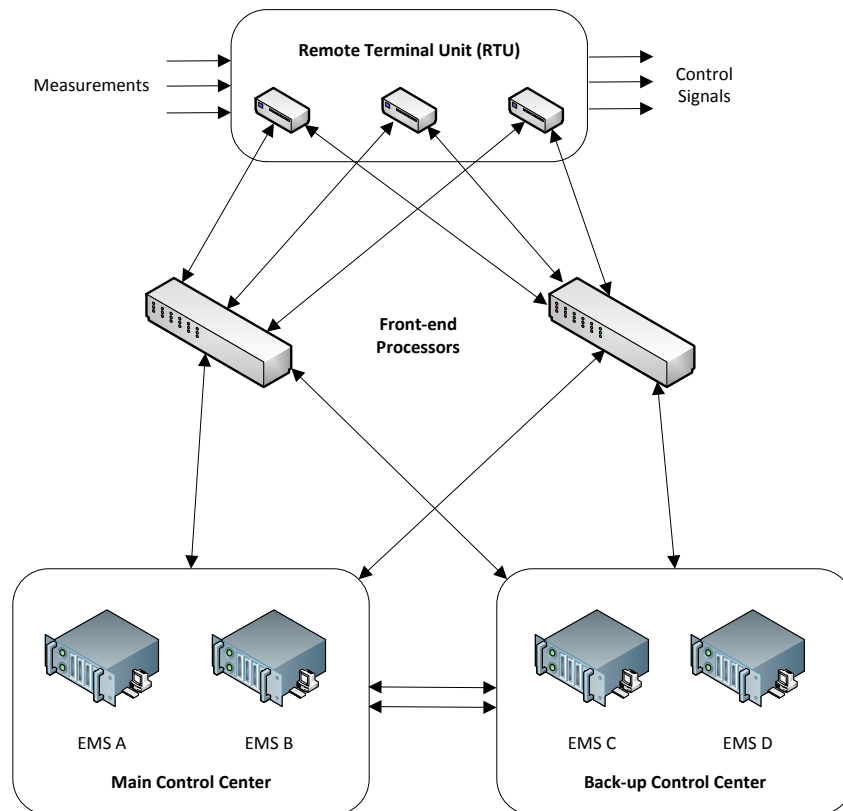 Remote Terminal Unit (RTU)
Measurements
Control
Signals
Front-end
Processors
EMS A
EMS B
EMS C
EMS D
Main Control Center
Back-up Control Center